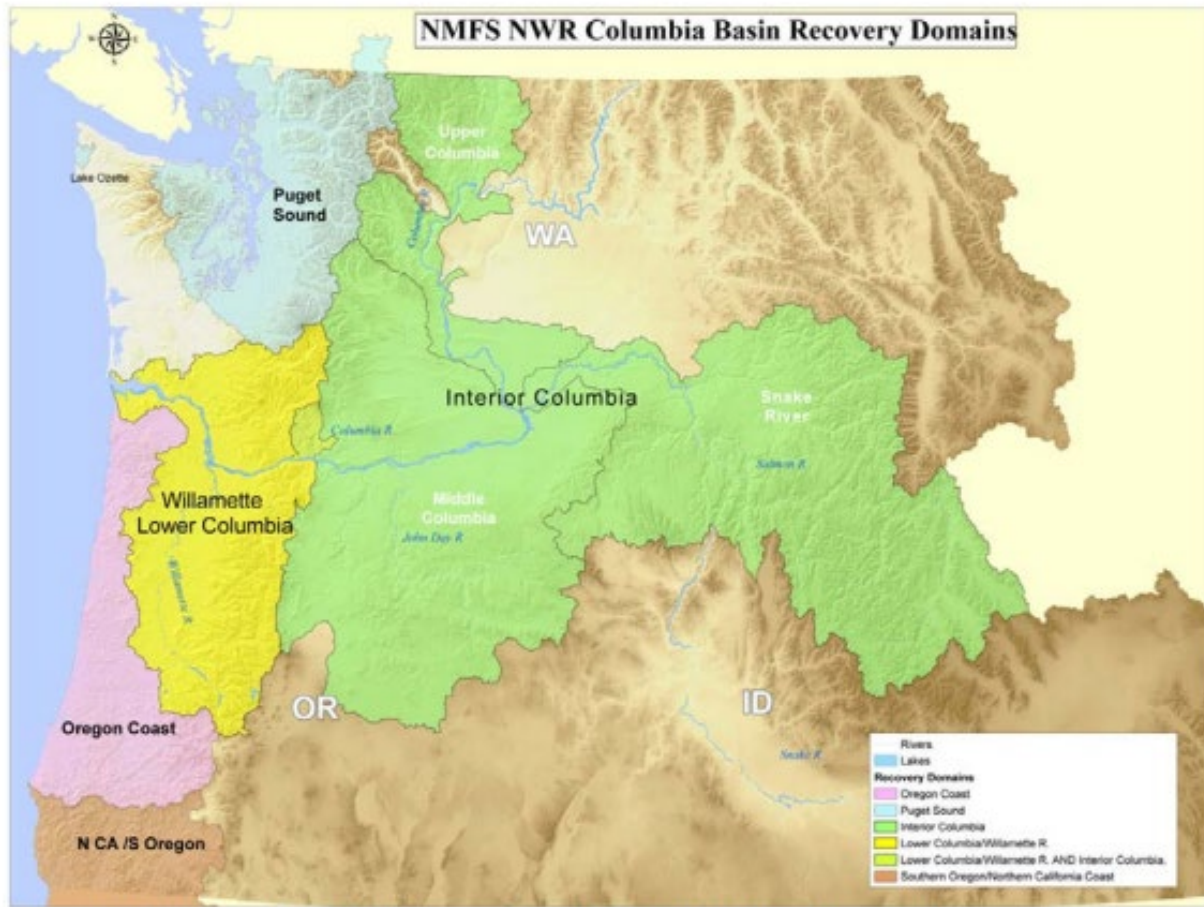 NMFS NWR Columbia Basin Recovery Domains
Upper
Columbia
Lake Ozette
Puget
Sound
Columbia R.
WA
Interior Columbia
Snake
River
Columbia R.
Salmon R.
Willamette
Lower Columbia
Middle
Columbia
John Day R.
Willamette R.
OR
ID
Oregon Coast
Snake R.
N CA /S Oregon
Rivers
Lakes
Recovery Domains
Oregon Coast
Puget Sound
Interior Columbia
Lower Columbia/Willamette R.
Lower Columbia/Willamette R. AND Interior Columbia.
Southern Oregon/Northern California Coast